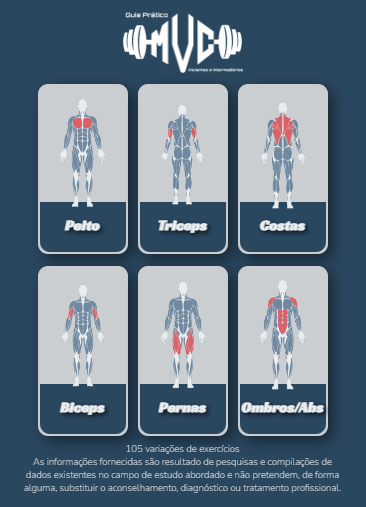 Guia Prático
MVC
Iniciantes e Intermediários
Peito
Triceps
Costas
Biceps
Pernas
Ombros/Abs
105 variações de exercícios
As informações fornecidas são resultado de pesquisas e compilações de
dados existentes no campo de estudo abordado e não pretendem, de forma
alguma, substituir o aconselhamento, diagnóstico ou tratamento profissional.